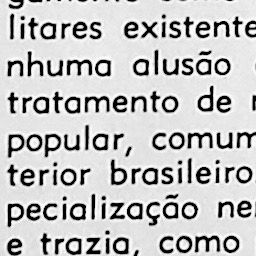 litares existente
nhuma alusão
tratamento de
popular, comum
terior brasileiro
pecialização ne
e trazia, como